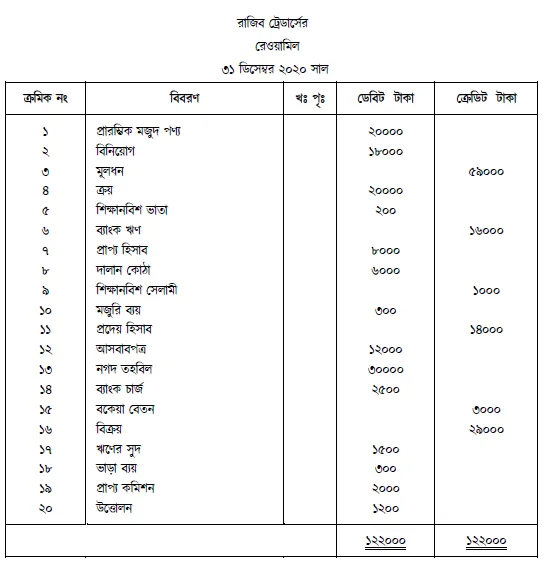 রাজিব ট্রেডার্সের
রেওয়ামিল
৩১ ডিসেম্বর ২০২০ সাল
ক্রমিক নং বিবরণ খঃ পৃঃ ডেবিট টাকা ক্রেডিট টাকা
১ প্রারম্ভিক মজুদ পণ্য ২০০০০
২ বিনিয়োগ ১৮০০০
৩ মূলধন ৫৯০০০
৪ ক্রয় ২০০০০
৫ শিক্ষানবিশ ভাতা ২০০
৬ ব্যাংক ঋণ ১৬০০০
৭ প্রাপ্য হিসাব ৮০০০
৮ দালান কোঠা ৬০০০
৯ শিক্ষানবিশ সেলামী ১০০০
১০ মজুরি ব্যয় ৩০০
১১ প্রদেয় হিসাব ১৪০০০
১২ আসবাবপত্র ১২০০০
১৩ নগদ তহবিল ৩০০০০
১৪ ব্যাংক চার্জ ২৫০০
১৫ বকেয়া বেতন ৩০০০
১৬ বিক্রয় ২৯০০০
১৭ ঋণের সুদ ১৫০০
১৮ ভাড়া ব্যয় ৩০০
১৯ প্রাপ্য কমিশন ২০০০
২০ উত্তোলন ১২০০
১২২০০০ ১২২০০০